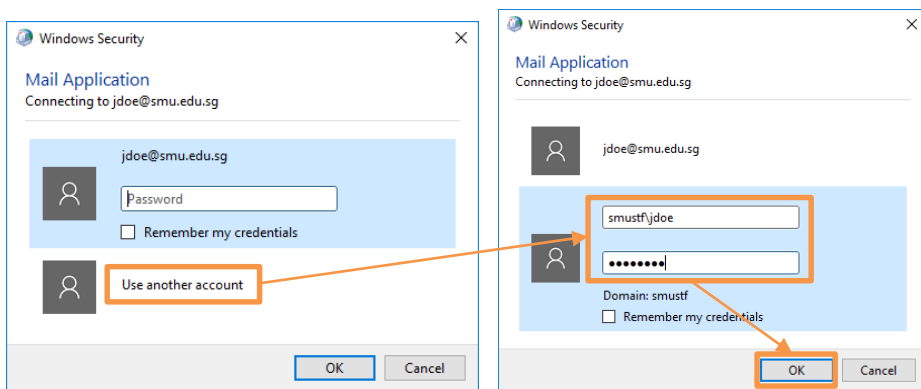 Windows Security
Mail Application
Connecting to jdoe@smu.edu.sg
jdoe@smu.edu.sg
Password
Remember my credentials
Use another account
OK Cancel
Windows Security
Mail Application
Connecting to jdoe@smu.edu.sg
jdoe@smu.edu.sg
smustf\jdoe
●●●●●●●●
Domain: smustf
Remember my credentials
OK Cancel